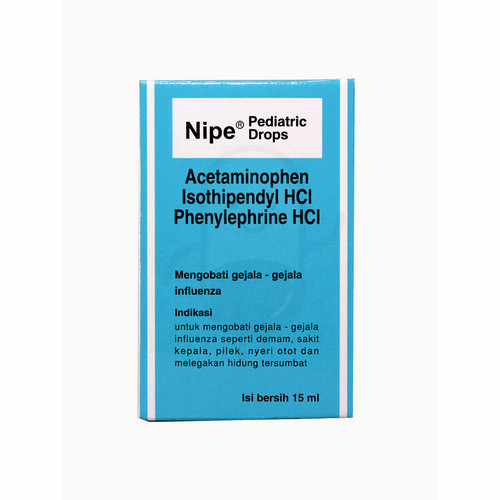 Nipe® Pediatric Drops
Acetaminophen
Isothipendyl HCl
Phenylephrine HCl
Mengobati gejala - gejala
influenza
Indikasi
untuk mengobati gejala - gejala
influenza seperti demam, sakit
kepala, pilek, nyeri otot dan
melegakan hidung tersumbat
Isi bersih 15 ml